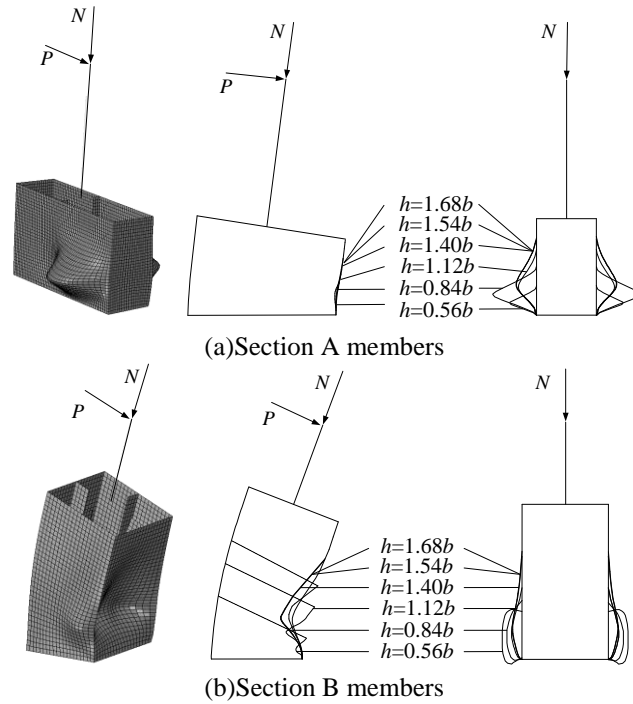 N
P
N
P
N
h=1.68b
h=1.54b
h=1.40b
h=1.12b
h=0.84b
h=0.56b
(a)Section A members
N
P
N
P
N
h=1.68b
h=1.54b
h=1.40b
h=1.12b
h=0.84b
h=0.56b
(b)Section B members